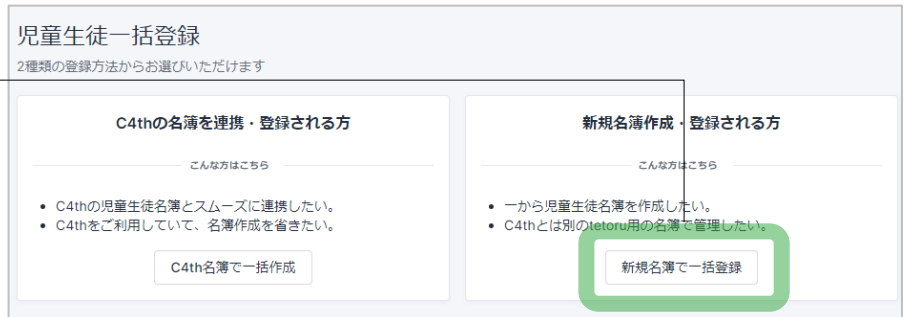 児童生徒一括登録
2種類の登録方法からお選びいただけます
C4thの名簿を連携・登録される方
こんな方はこちら
• C4thの児童生徒名簿とスムーズに連携したい。
• C4thをご利用していて、名簿作成を省きたい。
C4th名簿で一括作成
新規名簿作成・登録される方
こんな方はこちら
• 一から児童生徒名簿を作成したい。
• C4thとは別のtetoru用の名簿で管理したい。
新規名簿で一括登録